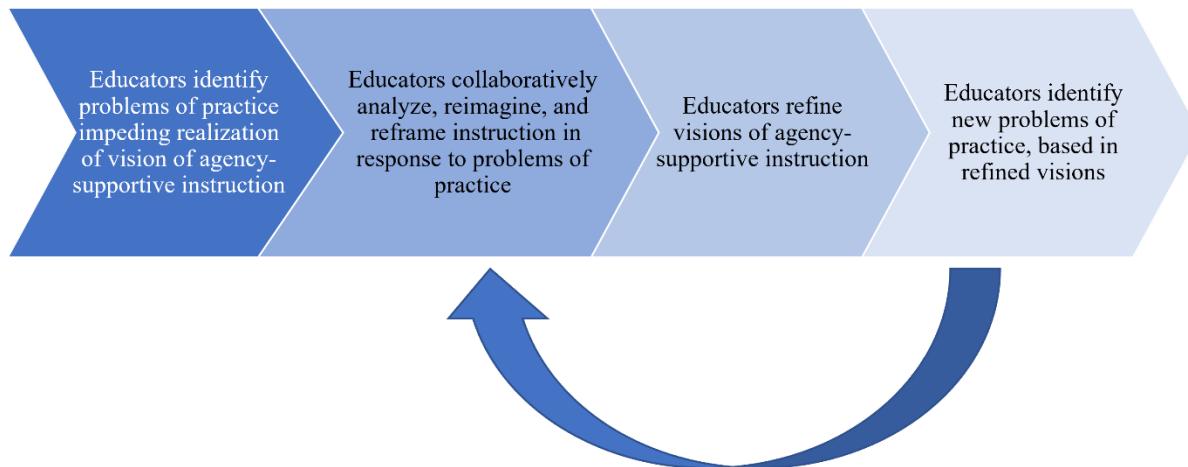 Educators identify
problems of practice
impeding realization
of vision of agency-
supportive instruction
Educators collaboratively
analyze, reimagine, and
reframe instruction in
response to problems of
practice
Educators refine
visions of agency-
supportive instruction
Educators identify
new problems of
practice, based in
refined visions